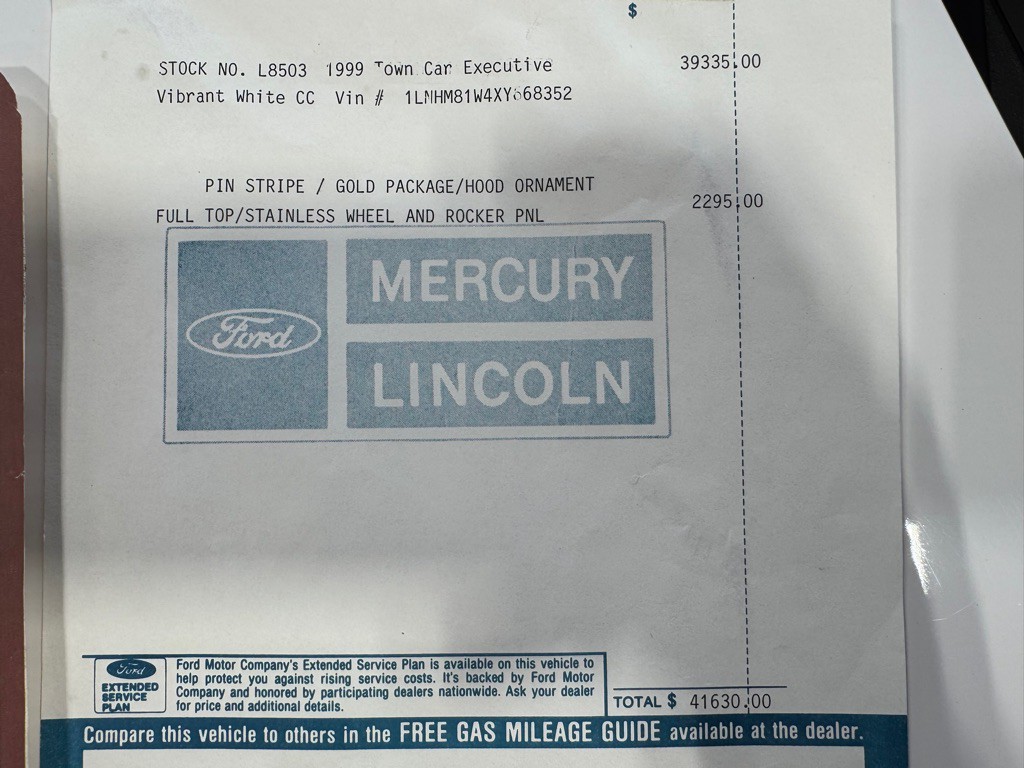 $
STOCK NO. L8503 1999 Town Car Executive 39335.00
Vibrant White CC Vin # 1LNHM81W4XY668352
PIN STRIPE / GOLD PACKAGE/HOOD ORNAMENT
FULL TOP/STAINLESS WHEEL AND ROCKER PNL 2295.00
Ford
MERCURY
LINCOLN
Ford
EXTENDED
SERVICE
PLAN
Ford Motor Company's Extended Service Plan is available on this vehicle to
help protect you against rising service costs. It's backed by Ford Motor
Company and honored by participating dealers nationwide. Ask your dealer
for price and additional details.
TOTAL $ 41630.00
Compare this vehicle to others in the FREE GAS MILEAGE GUIDE available at the dealer.